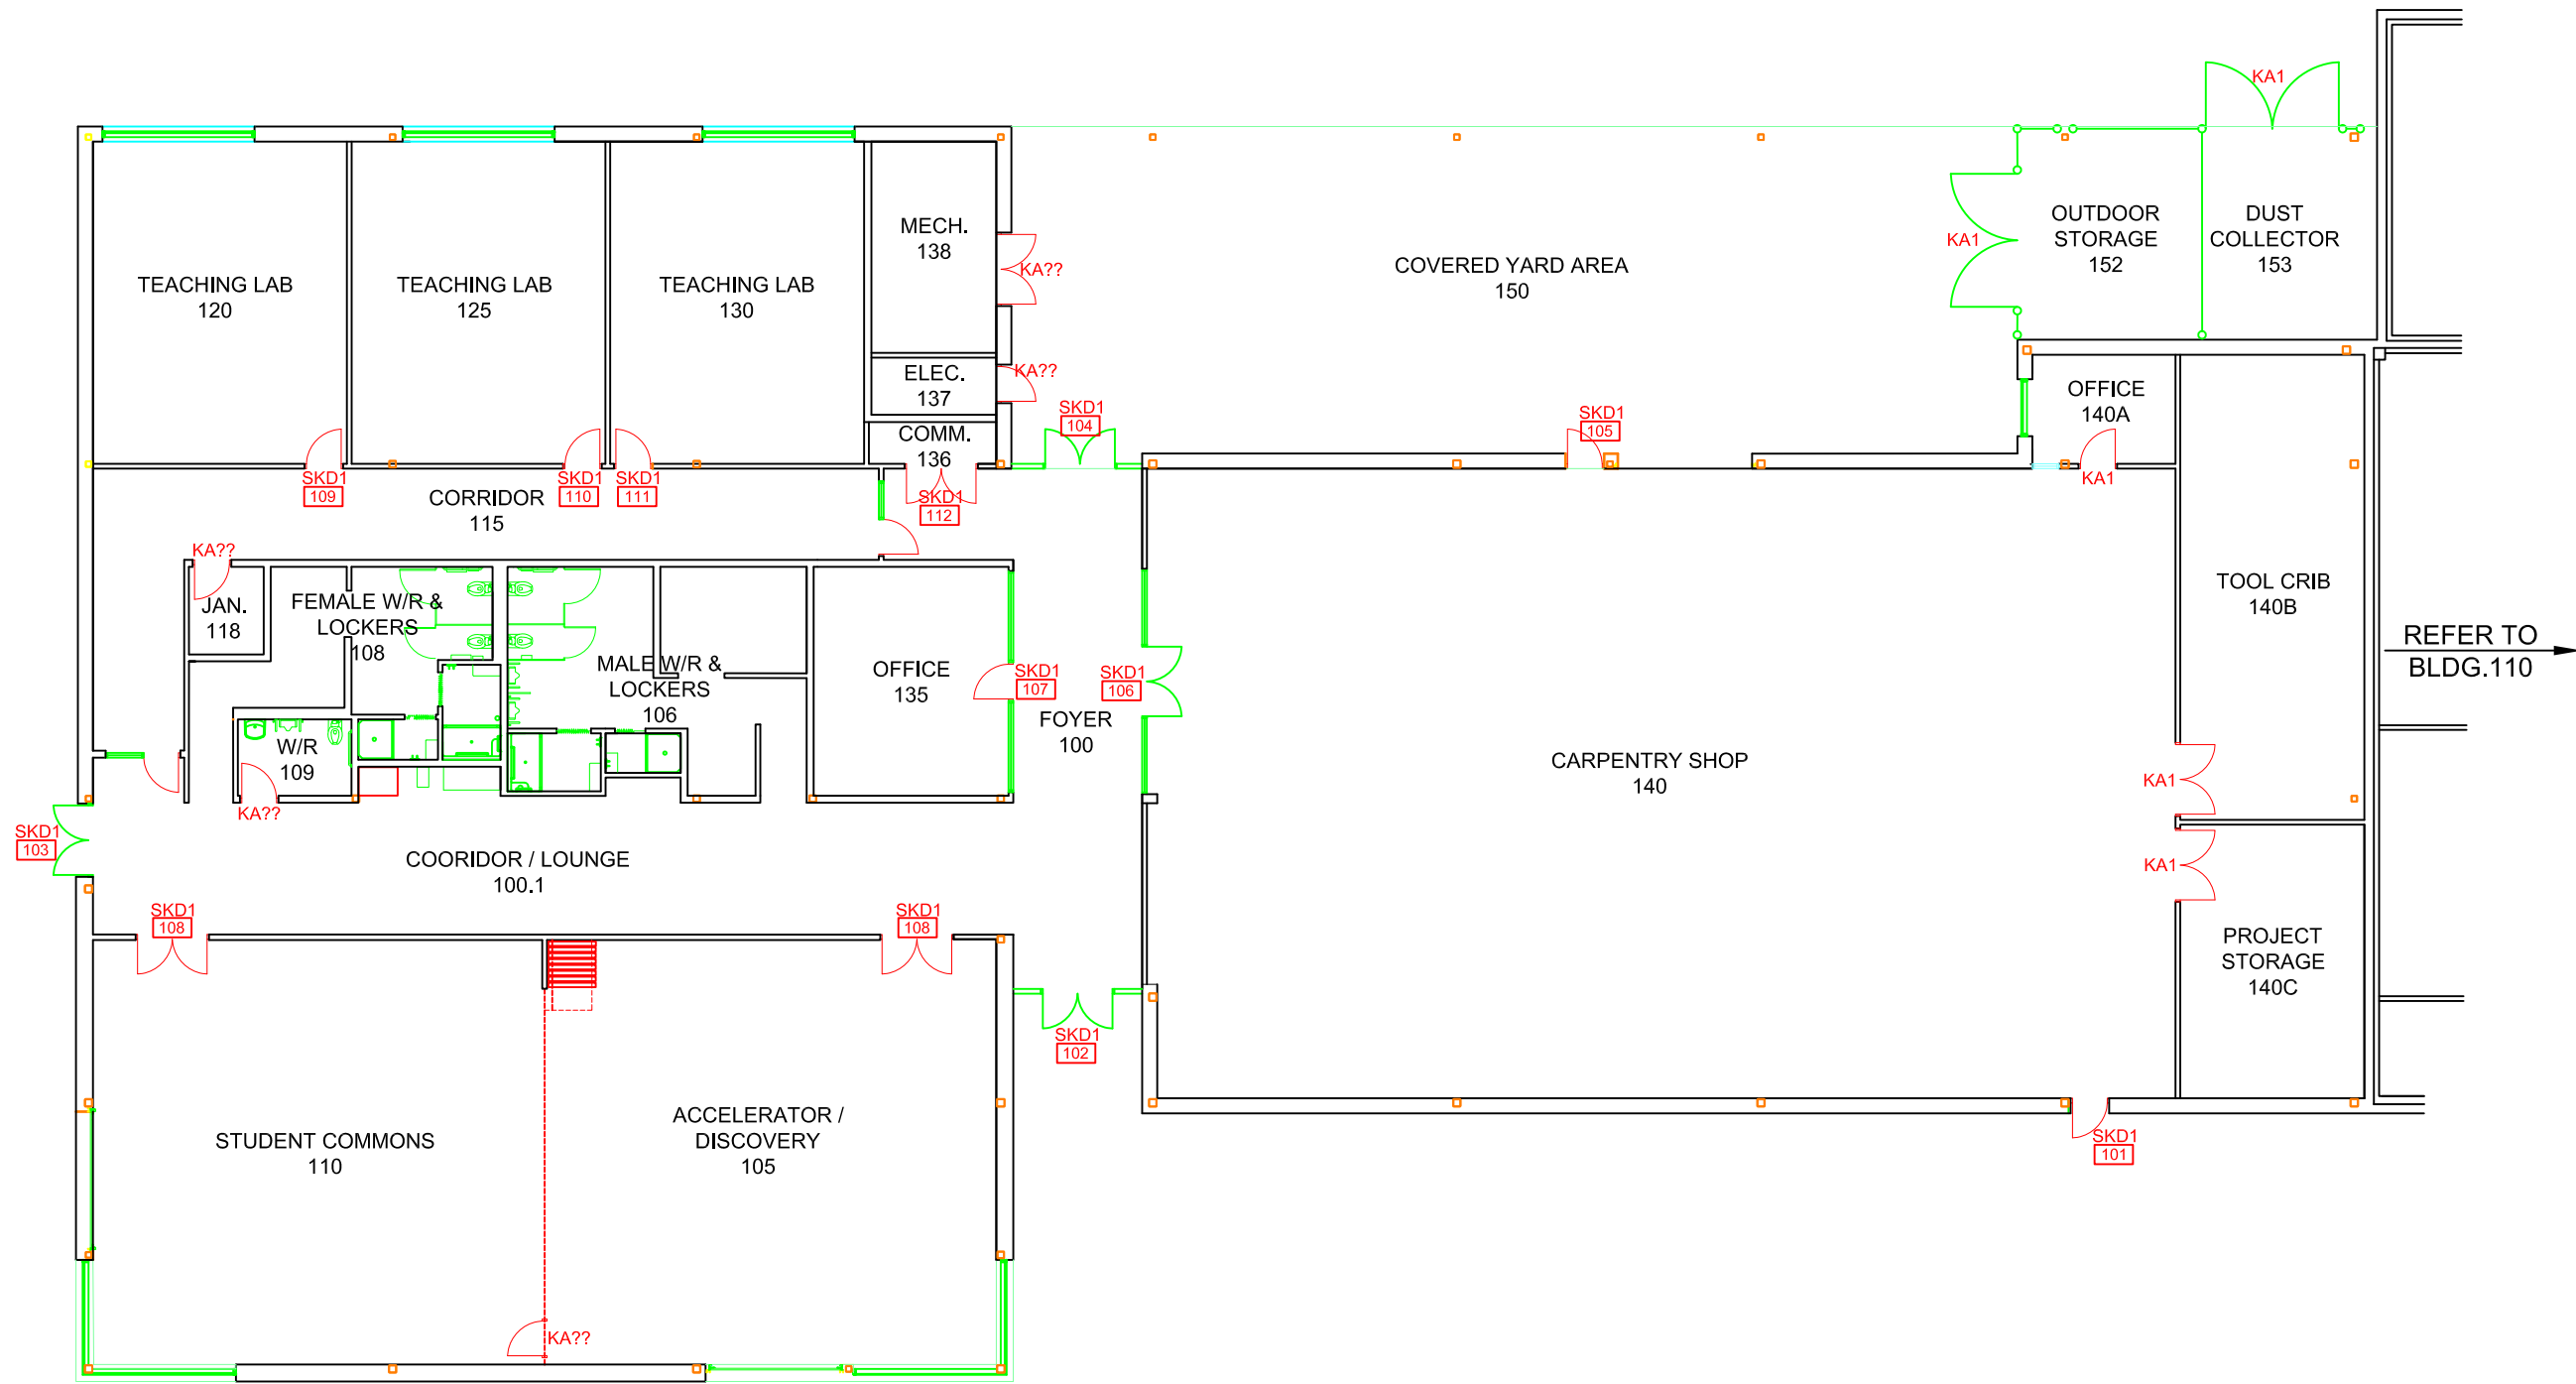 KA1
TEACHING LAB
120
TEACHING LAB
125
TEACHING LAB
130
MECH.
138
KA??
COVERED YARD AREA
150
KA1
OUTDOOR
STORAGE
152
DUST
COLLECTOR
153
ELEC.
137
KA??
OFFICE
140A
KA1
COMM.
136
SKD1
104
SKD1
105
SKD1
109
CORRIDOR
115
SKD1
110
SKD1
111
SKD1
112
KA??
JAN.
118
FEMALE W/R &
LOCKERS
108
MALE W/R &
LOCKERS
106
OFFICE
135
SKD1
107
SKD1
106
FOYER
100
TOOL CRIB
140B
REFER TO
BLDG.110
W/R
109
KA??
CARPENTRY SHOP
140
KA1
KA1
SKD1
103
COORIDOR / LOUNGE
100.1
SKD1
108
SKD1
108
PROJECT
STORAGE
140C
SKD1
102
STUDENT COMMONS
110
ACCELERATOR /
DISCOVERY
105
SKD1
101
KA??